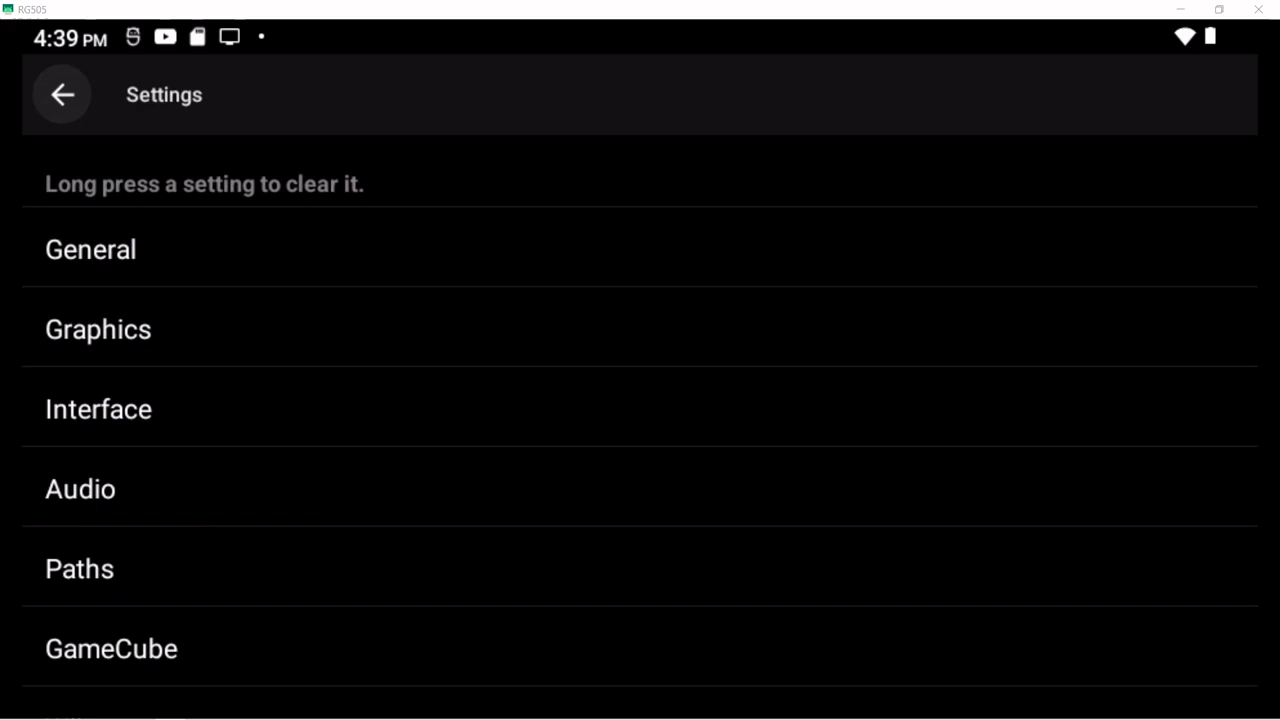 RG505
4:39 PM
Settings
Long press a setting to clear it.
General
Graphics
Interface
Audio
Paths
GameCube